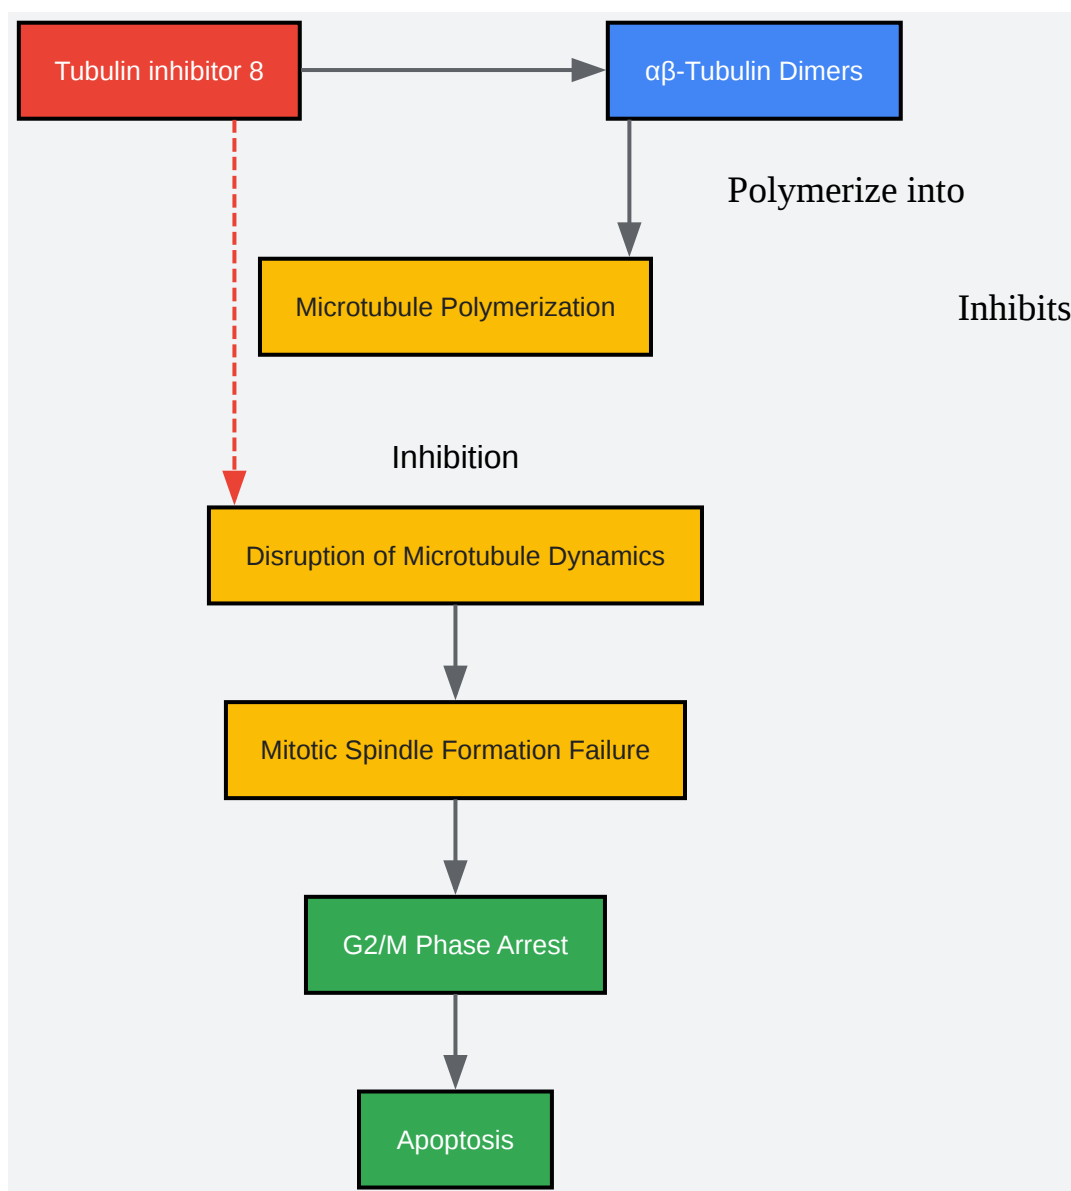 Tubulin inhibitor 8
αβ-Tubulin Dimers
Polymerize into
Microtubule Polymerization
Inhibits
Inhibition
Disruption of Microtubule Dynamics
Mitotic Spindle Formation Failure
G2/M Phase Arrest
Apoptosis